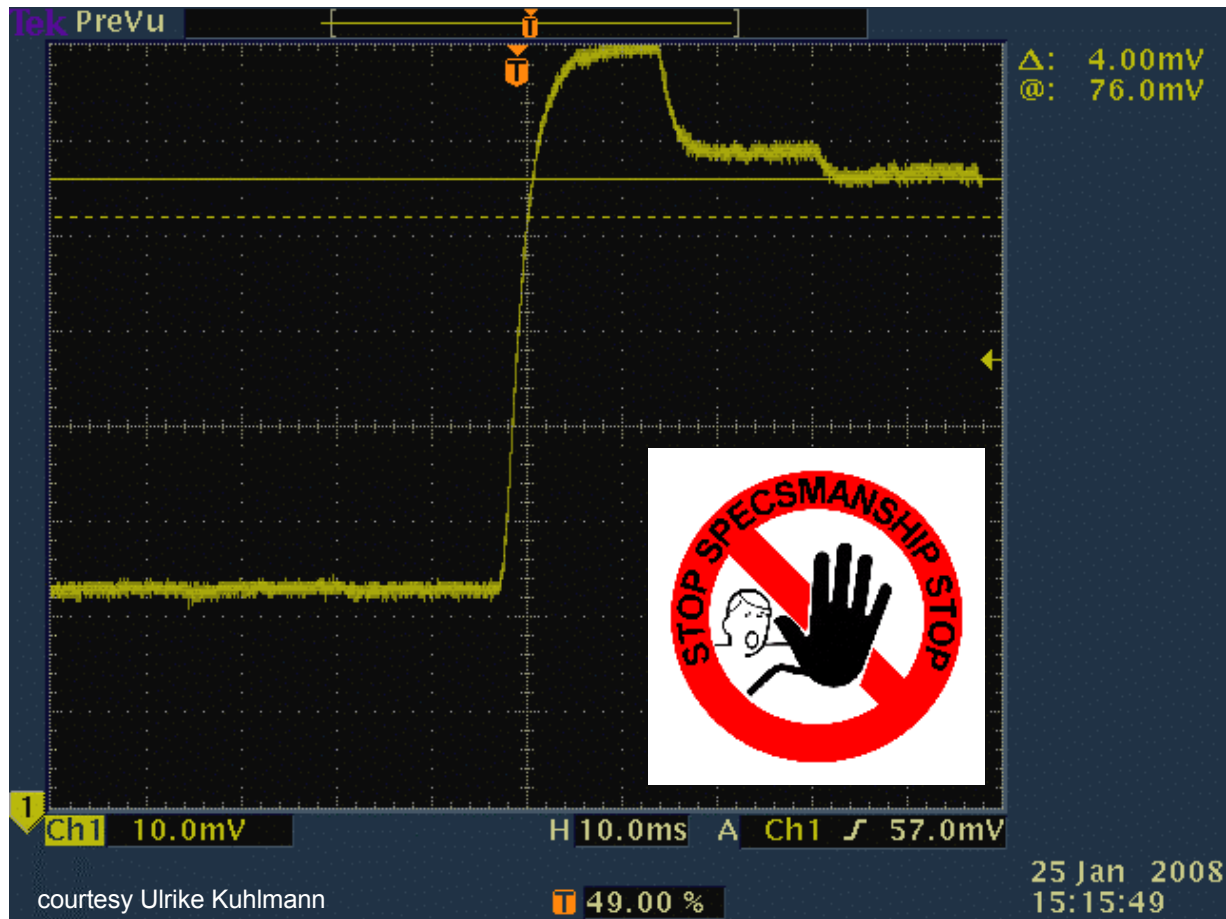 Tek PreVu
T
T
Δ: 4.00mV
@: 76.0mV
STOP SPECSMANSHIP STOP
1
Ch1 10.0mV H 10.0ms A Ch1 57.0mV
25 Jan 2008
15:15:49
courtesy Ulrike Kuhlmann
T 49.00 %